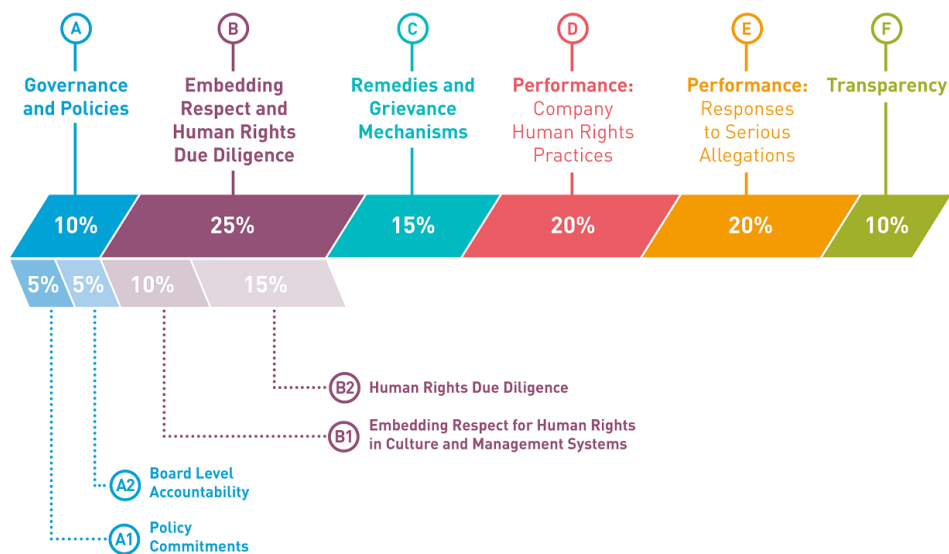 A
B
C
D
E
F
Governance
and Policies
Embedding
Respect and
Human Rights
Due Diligence
Remedies and
Grievance
Mechanisms
Performance:
Company
Human Rights
Practices
Performance:
Responses
to Serious
Allegations
Transparency
10%
25%
15%
20%
20%
10%
5%
5%
10%
15%
B2
Human Rights Due Diligence
B1
Embedding Respect for Human Rights
in Culture and Management Systems
A2
Board Level
Accountability
A1
Policy
Commitments